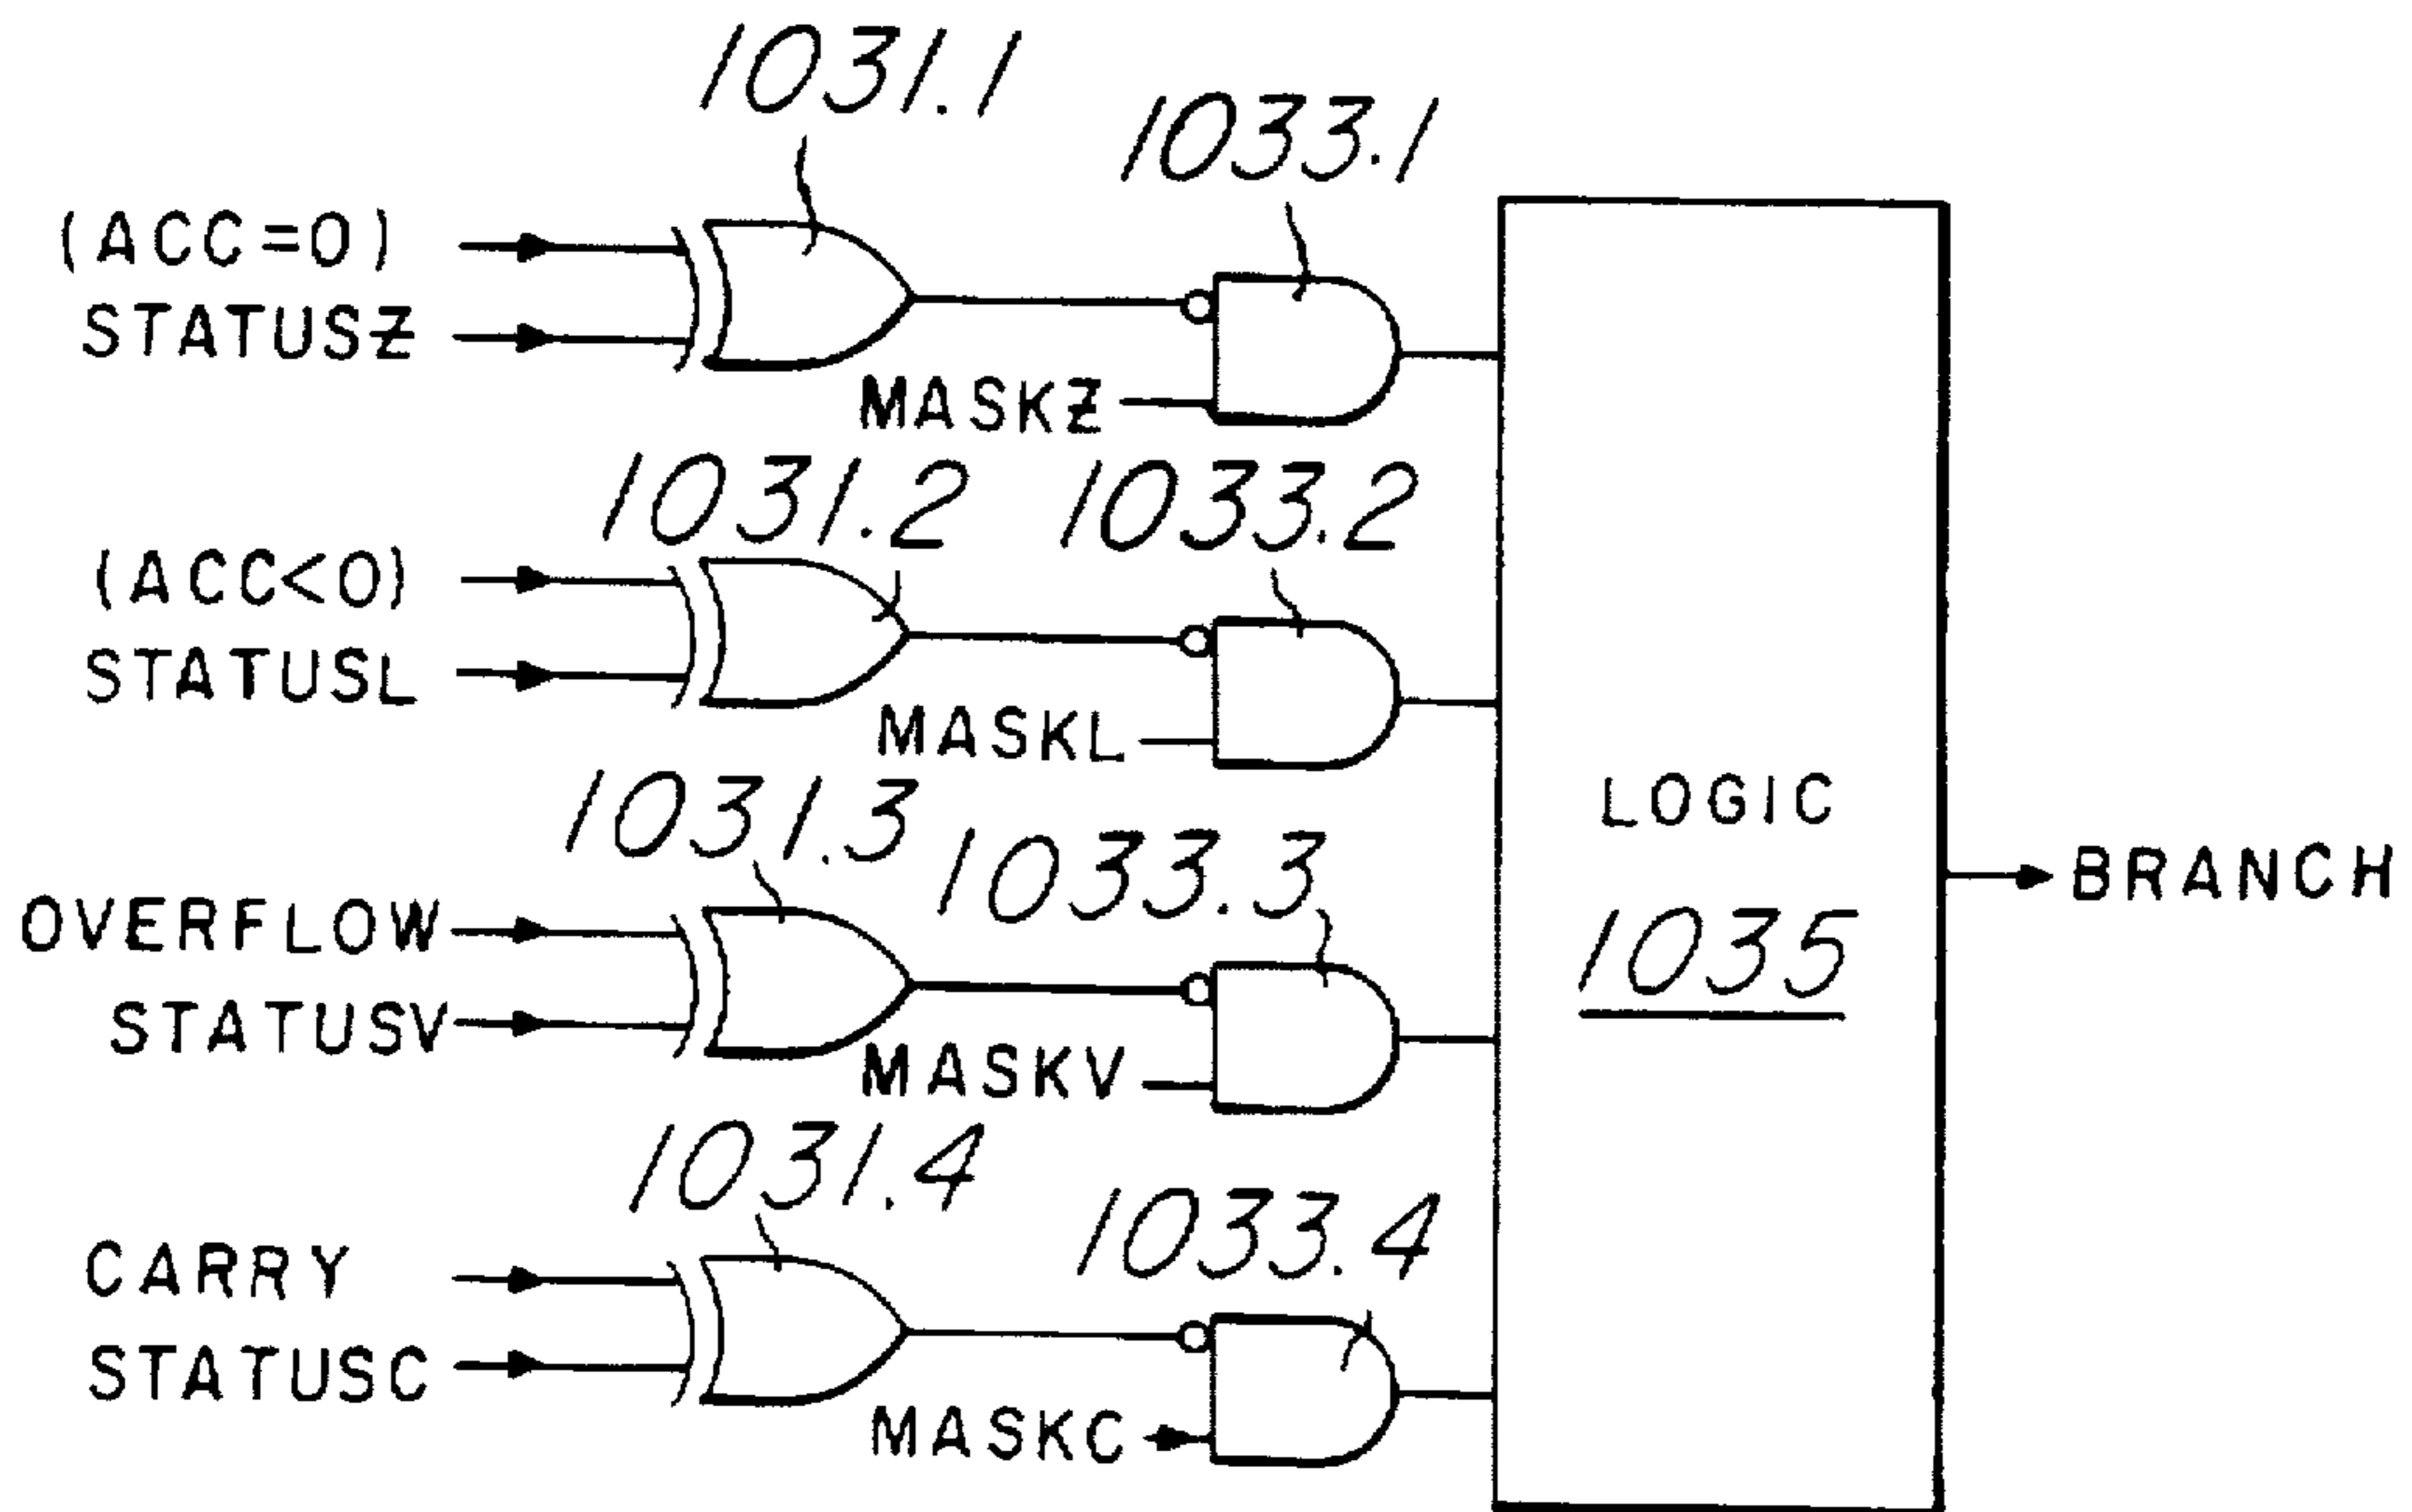 1031.1
1033.1
(ACC=0)
STATUSZ
MASKZ
1031.2
1033.2
(ACC<0)
STATUSL
MASKL
1031.3
1033.3
OVERFLOW
STATUSV
MASKV
LOGIC
1035
BRANCH
1031.4
1033.4
CARRY
STATUSC
MASKC